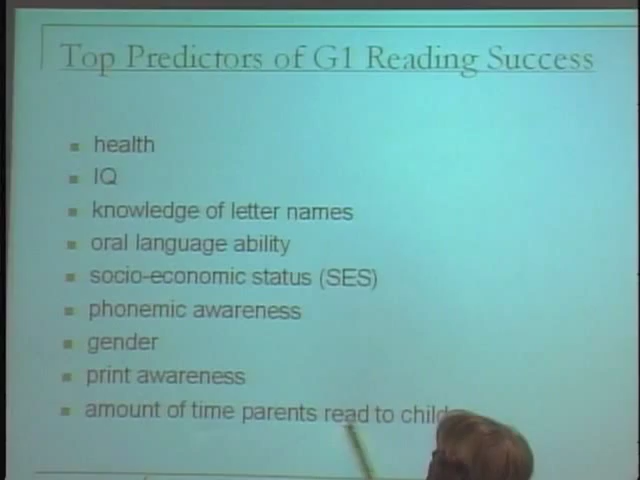 Top Predictors of G1 Reading Success
health
IQ
knowledge of letter names
oral language ability
socio-economic status (SES)
phonemic awareness
gender
print awareness
amount of time parents read to child